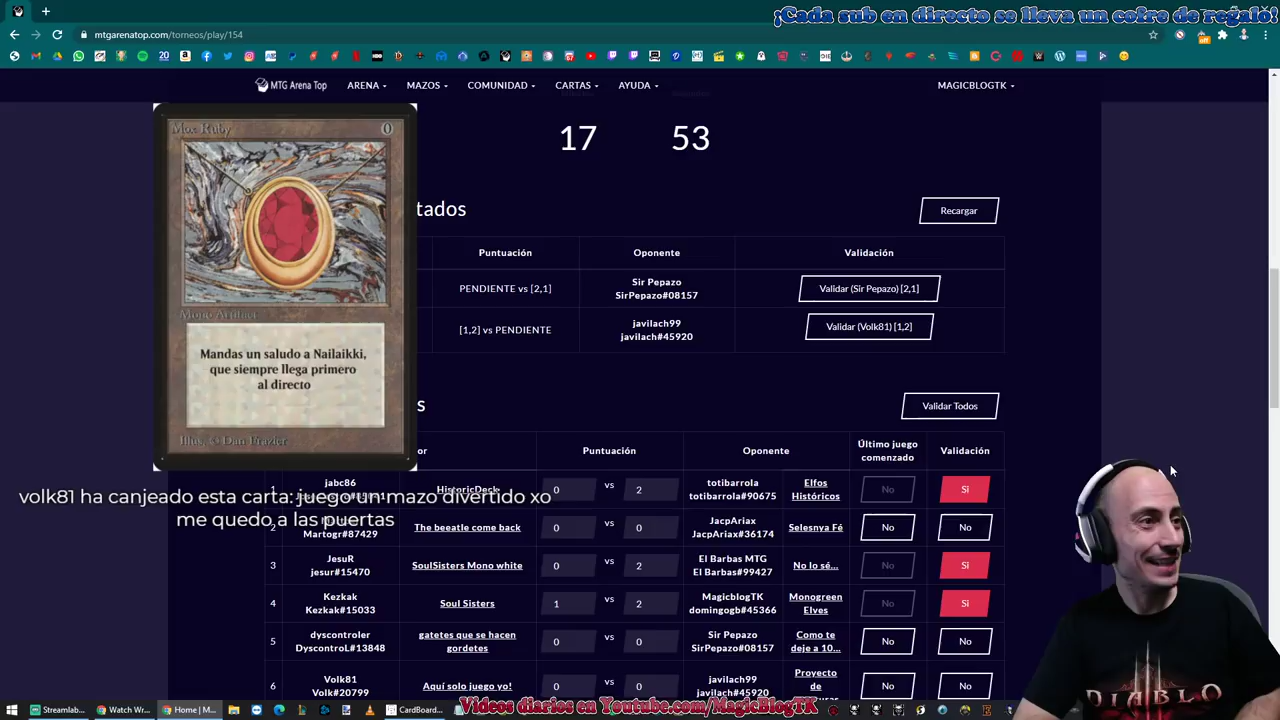 ¡Cada sub en directo se lleva un cofre de regalo!
mtgarenatop.com/torneos/play/154
MTG Arena Top
ARENA
MAZOS
COMUNIDAD
CARTAS
AYUDA
MAGICBLOGTK
17
53
Mox Ruby
0
Mono Artifact
Mandas un saludo a Nailaikki,
que siempre llega primero
al directo
Illus. © Dan Frazier
tados
Recargar
Puntuación
Oponente
Validación
PENDIENTE vs [2,1]
Sir Pepazo
SirPepazo#08157
Validar (Sir Pepazo) [2,1]
[1,2] vs PENDIENTE
javilach99
javilach#45920
Validar (Volk81) [1,2]
s
Validar Todos
or
Puntuación
Oponente
Último juego
comenzado
Validación
volk81 ha canjeado esta carta: juego mi mazo divertido xo
me quedo a las puertas
1
jabc86
HistoricDeck
0
vs
2
totibarrola
totibarrola#90675
Elfos
Históricos
No
Si
Martogr#87429
The beeatle come back
0
vs
0
JacpAriax
JacpAriax#36174
Selesnya Fé
No
No
3
JesuR
jesur#15470
SoulSisters Mono white
0
vs
2
El Barbas MTG
El Barbas#99427
No lo sé...
No
Si
4
Kezkak
Kezkak#15033
Soul Sisters
1
vs
2
MagicblogTK
domingogb#45366
Monogreen
Elves
No
Si
5
dyscontroler
DyscontroL#13848
gatetes que se hacen
gordetes
0
vs
0
Sir Pepazo
SirPepazo#08157
Como te
deje a 10...
No
No
6
Volk81
Volk#20799
Aquí solo juego yo!
0
vs
0
javilach99
javilach#45920
Proyecto
de
No
No
DIABLO
Videos diarios en Youtube.com/MagicBlogTK
Streamlab...
Watch Wr...
Home | M...
CardBoard...